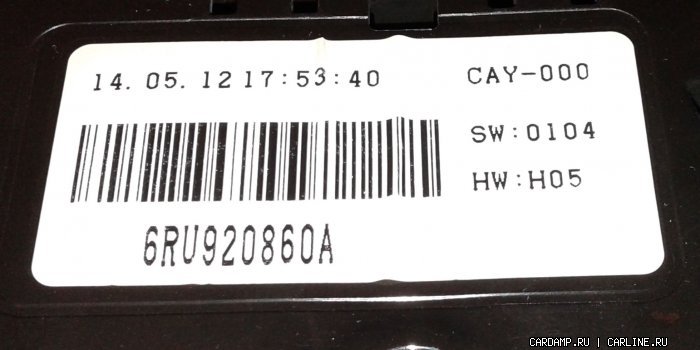 14.05.12 17:53:40 CAY-000
SW:0104
HW:H05
6RU920860A
CARDAMP.RU | CARLINE.RU